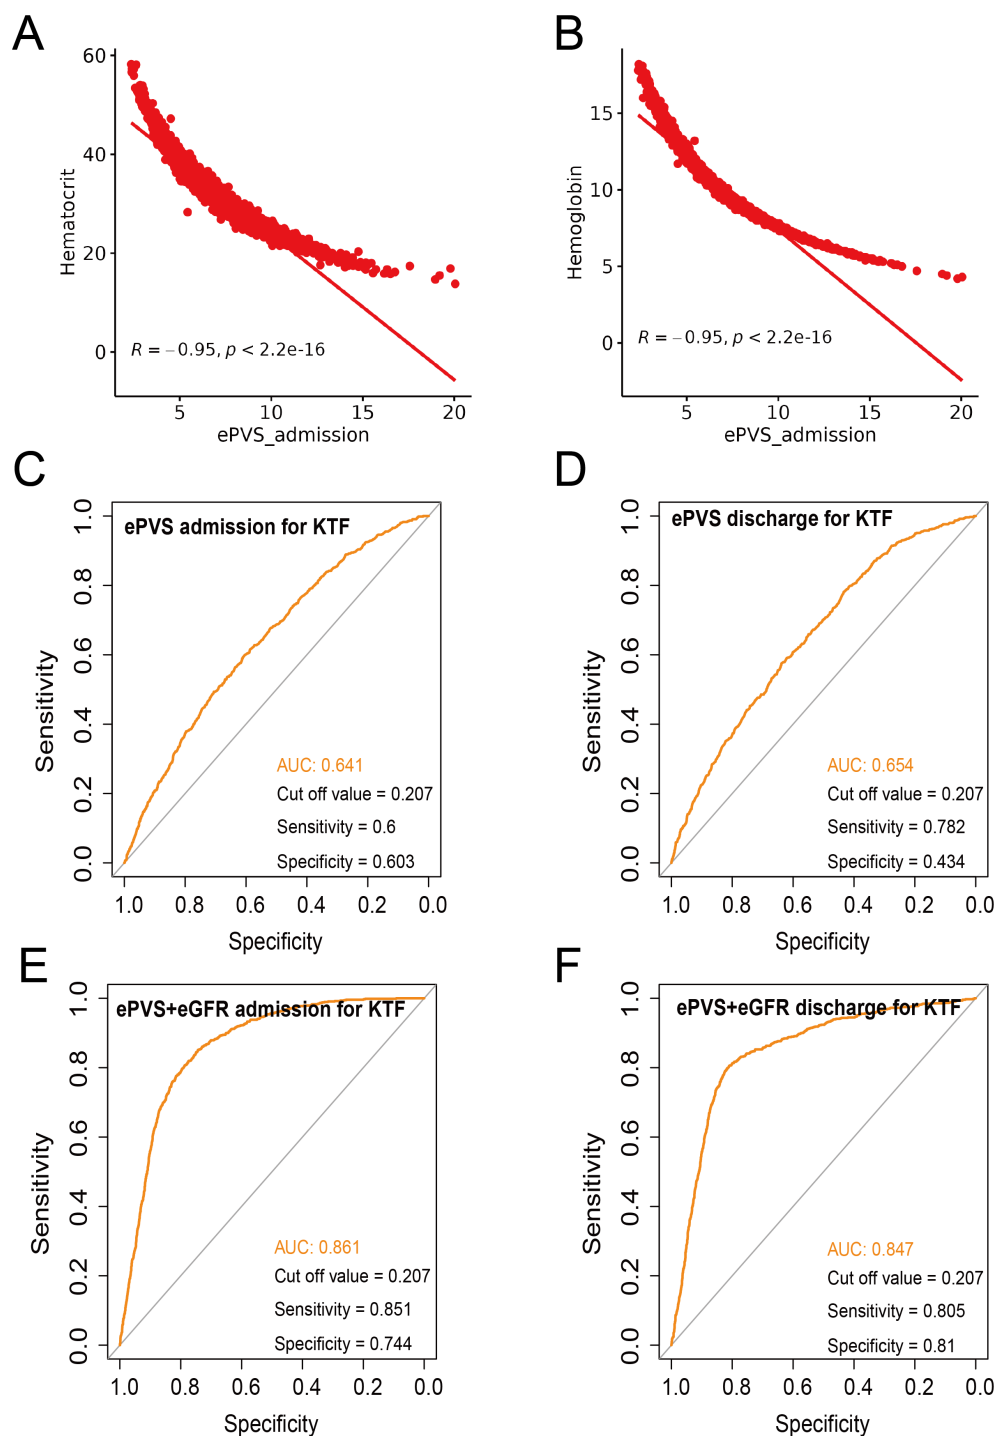 A
B
60
40
20
0
Hematocrit
R = −0.95, p < 2.2e-16
5
10
15
20
ePVS_admission
15
10
5
0
Hemoglobin
R = −0.95, p < 2.2e-16
5
10
15
20
ePVS_admission
C
D
ePVS admission for KTF
1.0
0.8
0.6
0.4
0.2
0.0
Sensitivity
AUC: 0.641
Cut off value = 0.207
Sensitivity = 0.6
Specificity = 0.603
1.0
0.8
0.6
0.4
0.2
0.0
Specificity
ePVS discharge for KTF
1.0
0.8
0.6
0.4
0.2
0.0
Sensitivity
AUC: 0.654
Cut off value = 0.207
Sensitivity = 0.782
Specificity = 0.434
1.0
0.8
0.6
0.4
0.2
0.0
Specificity
E
F
ePVS+eGFR admission for KTF
1.0
0.8
0.6
0.4
0.2
0.0
Sensitivity
AUC: 0.861
Cut off value = 0.207
Sensitivity = 0.851
Specificity = 0.744
1.0
0.8
0.6
0.4
0.2
0.0
Specificity
ePVS+eGFR discharge for KTF
1.0
0.8
0.6
0.4
0.2
0.0
Sensitivity
AUC: 0.847
Cut off value = 0.207
Sensitivity = 0.805
Specificity = 0.81
1.0
0.8
0.6
0.4
0.2
0.0
Specificity